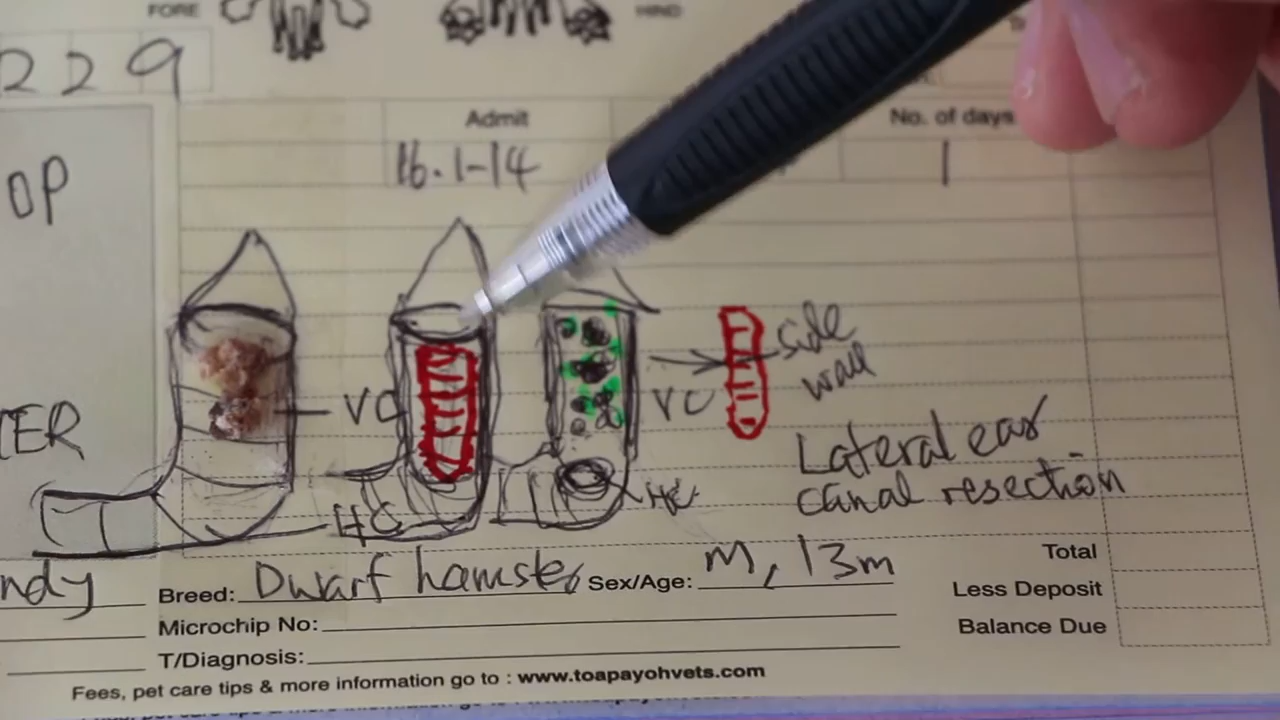 FORE HIND
229
Admit No. of days
16.1-14 1
OP
VC VC side wall
TER
Lateral ear
canal resection
HC HC
Total
ndy Breed: Dwarf hamster Sex/Age: M, 13m
Less Deposit
Microchip No:
Balance Due
T/Diagnosis:
Fees, pet care tips & more information go to : www.toapayohvets.com